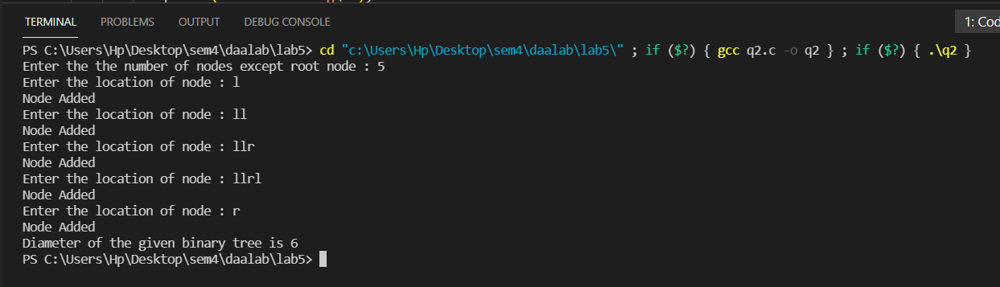 TERMINAL PROBLEMS OUTPUT DEBUG CONSOLE 1: Cod
PS C:\Users\Hp\Desktop\sem4\daalab\lab5> cd "c:\Users\Hp\Desktop\sem4\daalab\lab5\" ; if ($?) { gcc q2.c -o q2 } ; if ($?) { .\q2 }
Enter the the number of nodes except root node : 5
Enter the location of node : l
Node Added
Enter the location of node : ll
Node Added
Enter the location of node : llr
Node Added
Enter the location of node : llrl
Node Added
Enter the location of node : r
Node Added
Diameter of the given binary tree is 6
PS C:\Users\Hp\Desktop\sem4\daalab\lab5>